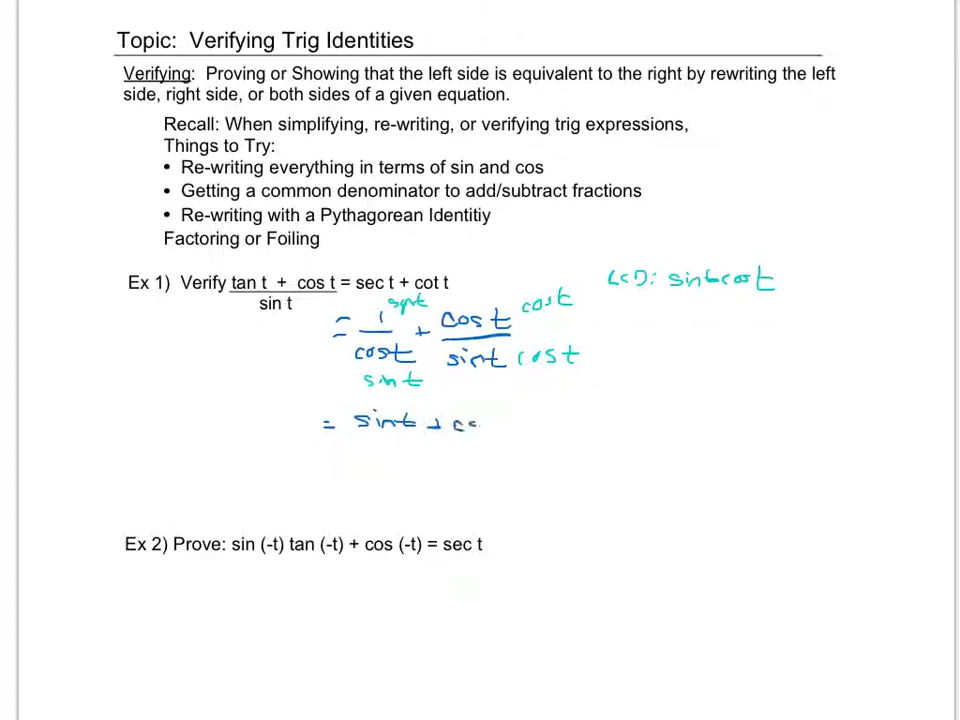 Topic: Verifying Trig Identities
Verifying: Proving or Showing that the left side is equivalent to the right by rewriting the left
side, right side, or both sides of a given equation.
Recall: When simplifying, re-writing, or verifying trig expressions,
Things to Try:
• Re-writing everything in terms of sin and cos
• Getting a common denominator to add/subtract fractions
• Re-writing with a Pythagorean Identitiy
Factoring or Foiling
Ex 1) Verify tan t + cos t = sec t + cot t
sin t
LCD: sint cost
sint
= 1 + cos t cost
cost sint cost
sint
= sint + co
Ex 2) Prove: sin (-t) tan (-t) + cos (-t) = sec t